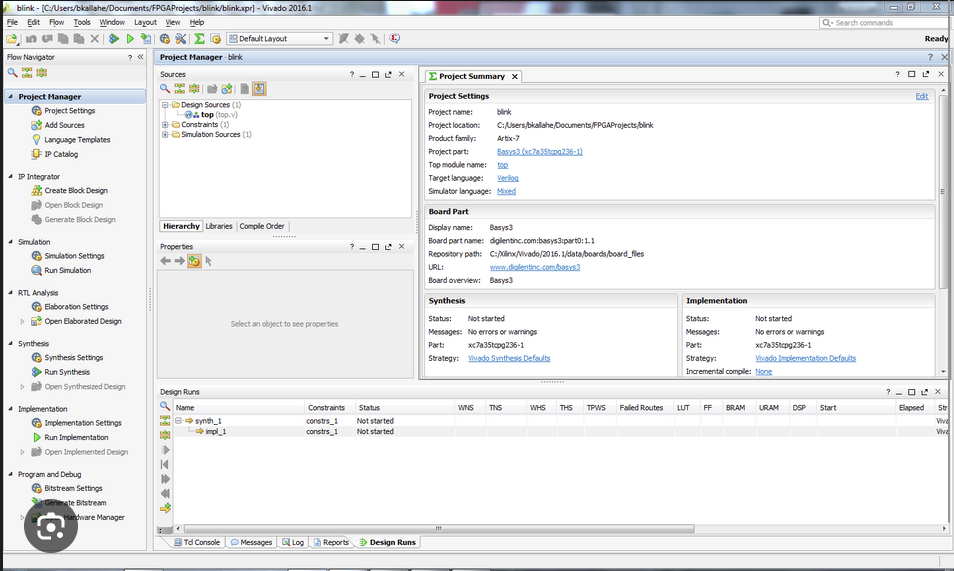 blink - [C:/Users/bkallahe/Documents/FPGAProjects/blink/blink.xpr] - Vivado 2016.1
File Edit Flow Tools Window Layout View Help
Search commands
Default Layout
Ready
Flow Navigator
Project Manager
Project Settings
Add Sources
Language Templates
IP Catalog
IP Integrator
Create Block Design
Open Block Design
Generate Block Design
Simulation
Simulation Settings
Run Simulation
RTL Analysis
Elaboration Settings
Open Elaborated Design
Synthesis
Synthesis Settings
Run Synthesis
Open Synthesized Design
Implementation
Implementation Settings
Run Implementation
Open Implemented Design
Program and Debug
Bitstream Settings
Generate Bitstream
Hardware Manager
Project Manager - blink
Sources
Design Sources (1)
top (top.v)
Constraints (1)
Simulation Sources (1)
Hierarchy Libraries Compile Order
Properties
Select an object to see properties
Project Summary
Project Settings Edit
Project name: blink
Project location: C:/Users/bkallahe/Documents/FPGAProjects/blink
Product family: Artix-7
Project part: Basys3 (xc7a35tcpg236-1)
Top module name: top
Target language: Verilog
Simulator language: Mixed
Board Part
Display name: Basys3
Board part name: digilentinc.com:basys3:part0:1.1
Repository path: C:/Xilinx/Vivado/2016.1/data/boards/board_files
URL: www.digilentinc.com/basys3
Board overview: Basys3
Synthesis
Status: Not started
Messages: No errors or warnings
Part: xc7a35tcpg236-1
Strategy: Vivado Synthesis Defaults
Implementation
Status: Not started
Messages: No errors or warnings
Part: xc7a35tcpg236-1
Strategy: Vivado Implementation Defaults
Incremental compile: None
Design Runs
Name Constraints Status WNS TNS WHS THS TPWS Failed Routes LUT FF BRAM URAM DSP Start Elapsed Str
synth_1 constrs_1 Not started Viva
impl_1 constrs_1 Not started Viva
Tcl Console Messages Log Reports Design Runs